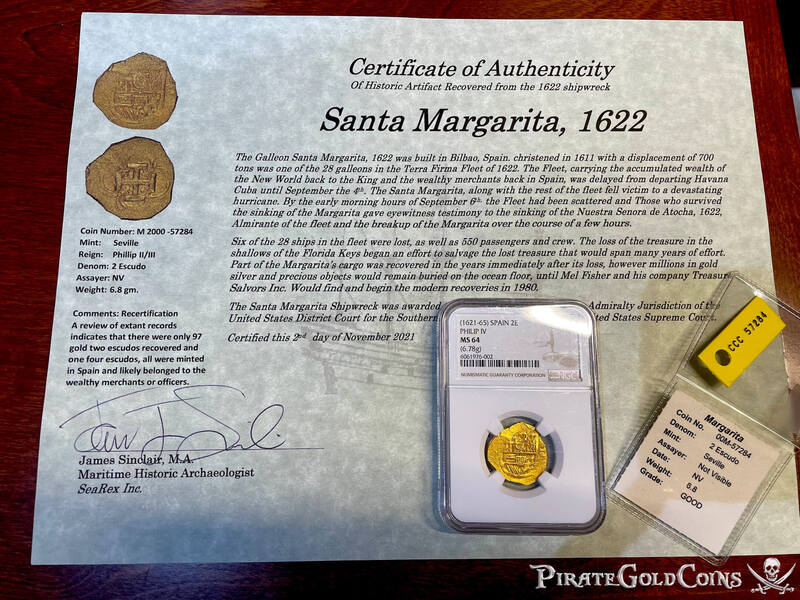 Certificate of Authenticity
Of Historic Artifact Recovered from the 1622 shipwreck
Santa Margarita, 1622
The Galleon Santa Margarita, 1622 was built in Bilbao, Spain. christened in 1611 with a displacement of 700
tons was one of the 28 galleons in the Terra Firma Fleet of 1622. The Fleet, carrying the accumulated wealth of
the New World back to the King and the wealthy merchants back in Spain, was delayed from departing Havana
Cuba until September the 4th. The Santa Margarita, along with the rest of the fleet fell victim to a devastating
hurricane. By the early morning hours of September 6th. the Fleet had been scattered and Those who survived
the sinking of the Margarita gave eyewitness testimony to the sinking of the Nuestra Senora de Atocha, 1622,
Almirante of the fleet and the breakup of the Margarita over the course of a few hours.
Six of the 28 ships in the fleet were lost, as well as 550 passengers and crew. The loss of the treasure in the
shallows of the Florida Keys began an effort to salvage the lost treasure that would span many years of effort.
Part of the Margarita's cargo was recovered in the years immediately after its loss, however millions in gold
silver and precious objects would remain buried on the ocean floor, until Mel Fisher and his company Treasure
Salvors Inc. Would find and begin the modern recoveries in 1980.
The Santa Margarita Shipwreck was awarded Admiralty Jurisdiction of the
United States District Court for the Southern States Supreme Court.
Certified this 2nd day of November 2021
Coin Number: M 2000 -57284
Mint: Seville
Reign: Phillip II/III
Denom: 2 Escudo
Assayer: NV
Weight: 6.8 gm.
Comments: Recertification
A review of extant records
indicates that there were only 97
gold two escudos recovered and
one four escudos, all were minted
in Spain and likely belonged to the
wealthy merchants or officers.
James Sinclair, M.A.
Maritime Historic Archaeologist
SeaRex Inc.
(1621-65) SPAIN 2E
PHILIP IV
MS 64
(6.78g)
6061976-002
NUMISMATIC GUARANTY CORPORATION
NGC
CCC 57284
Margarita
Coin No. 00M-57284
Denom: 2 Escudo
Mint: Seville
Assayer: Not Visible
Date: NV
Weight: 6.8
Grade: GOOD
PIRATEGOLDCOINS